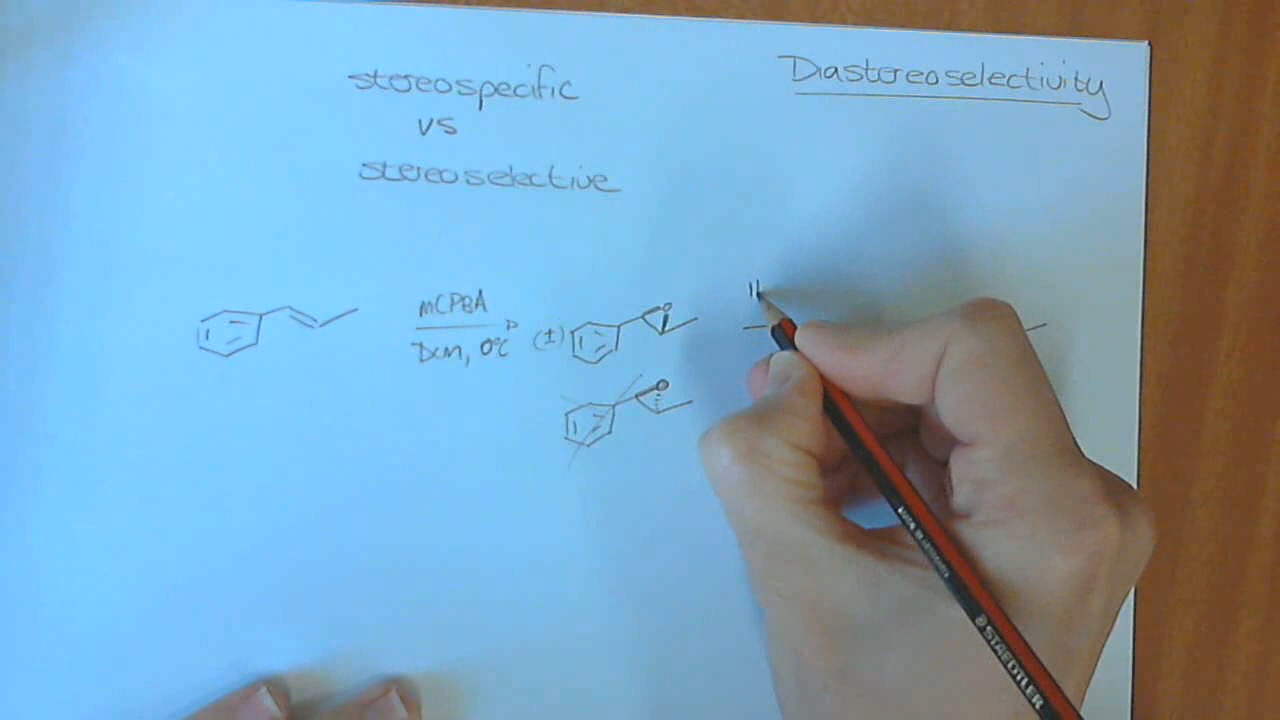 Diastereoselectivity
stereospecific
vs
stereoselective
mCPBA
DCM, 0°C
(±)
O
O
H
STAEDTLER